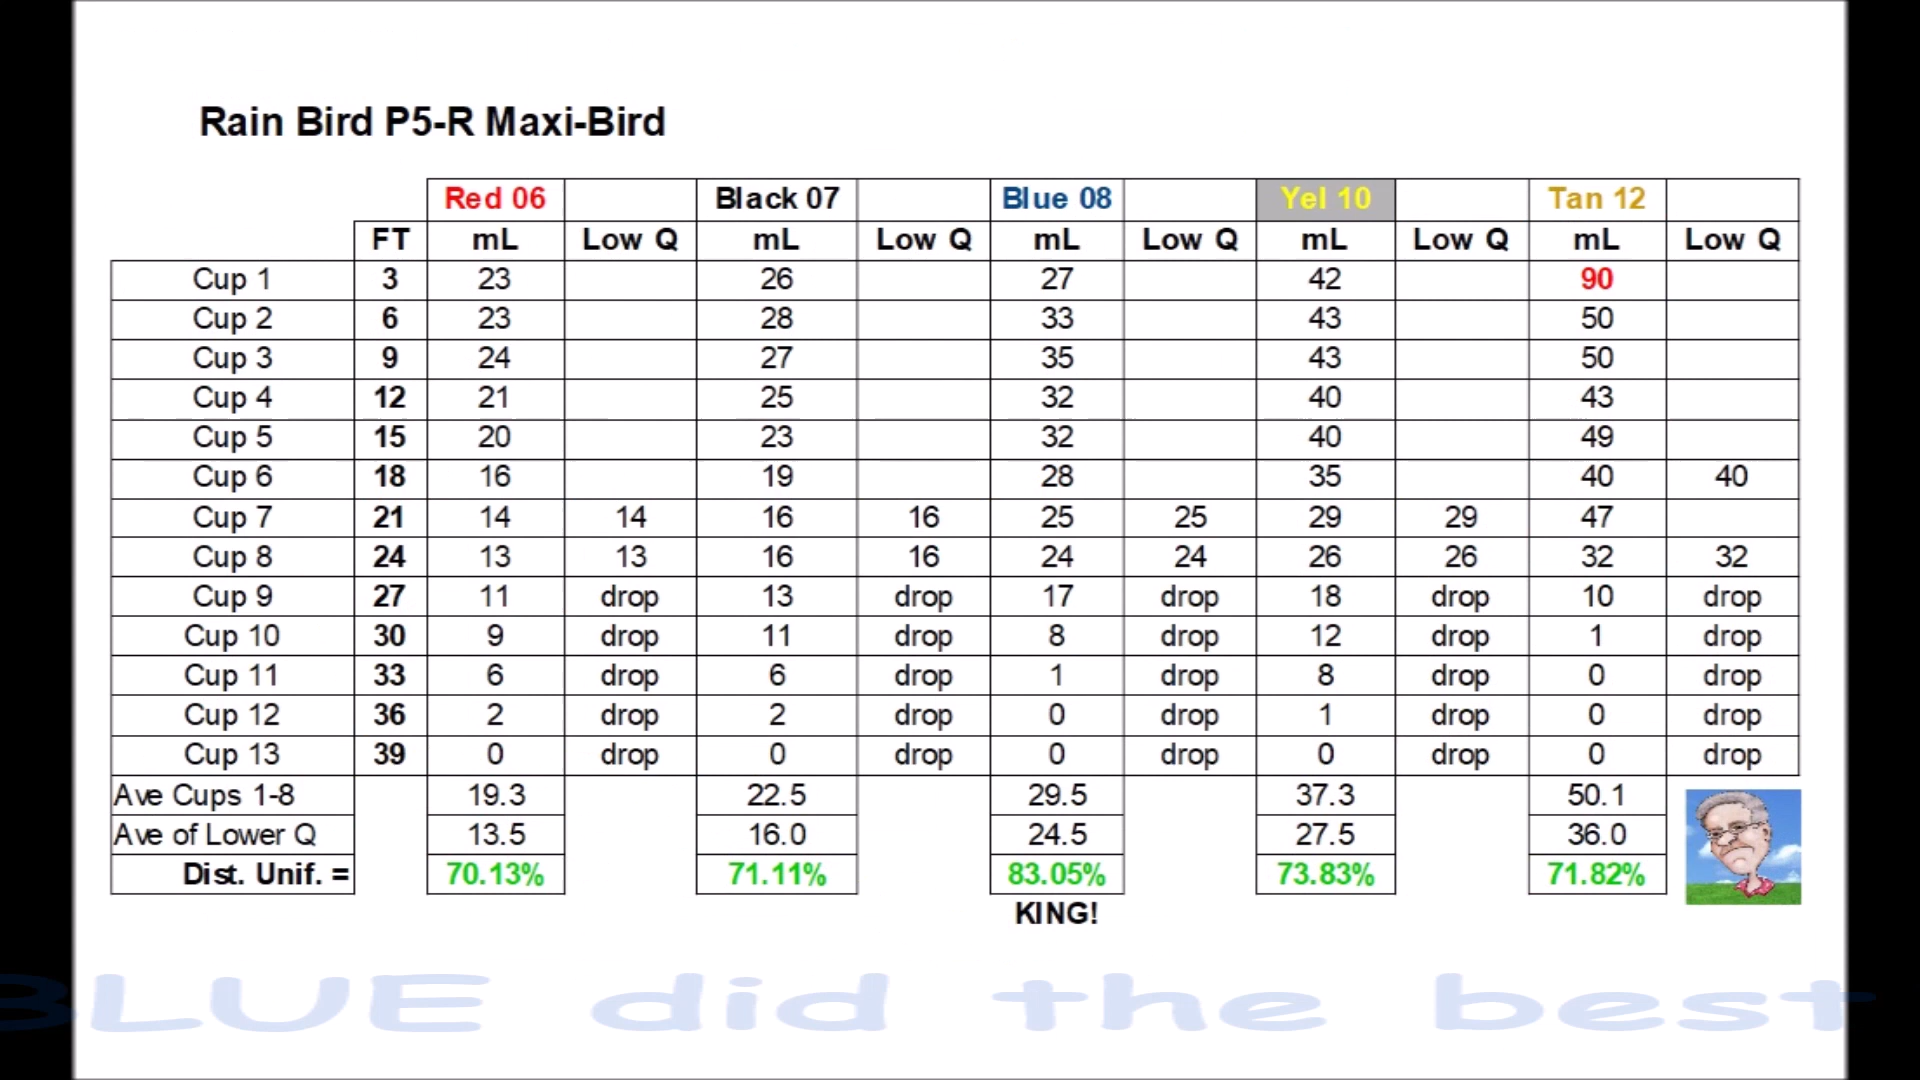 Rain Bird P5-R Maxi-Bird
Red 06 Black 07 Blue 08 Yel 10 Tan 12
FT mL Low Q mL Low Q mL Low Q mL Low Q mL Low Q
Cup 1 3 23 26 27 42 90
Cup 2 6 23 28 33 43 50
Cup 3 9 24 27 35 43 50
Cup 4 12 21 25 32 40 43
Cup 5 15 20 23 32 40 49
Cup 6 18 16 19 28 35 40 40
Cup 7 21 14 14 16 16 25 25 29 29 47
Cup 8 24 13 13 16 16 24 24 26 26 32 32
Cup 9 27 11 drop 13 drop 17 drop 18 drop 10 drop
Cup 10 30 9 drop 11 drop 8 drop 12 drop 1 drop
Cup 11 33 6 drop 6 drop 1 drop 8 drop 0 drop
Cup 12 36 2 drop 2 drop 0 drop 1 drop 0 drop
Cup 13 39 0 drop 0 drop 0 drop 0 drop 0 drop
Ave Cups 1-8 19.3 22.5 29.5 37.3 50.1
Ave of Lower Q 13.5 16.0 24.5 27.5 36.0
Dist. Unif. = 70.13% 71.11% 83.05% 73.83% 71.82%
KING!
BLUE did the best